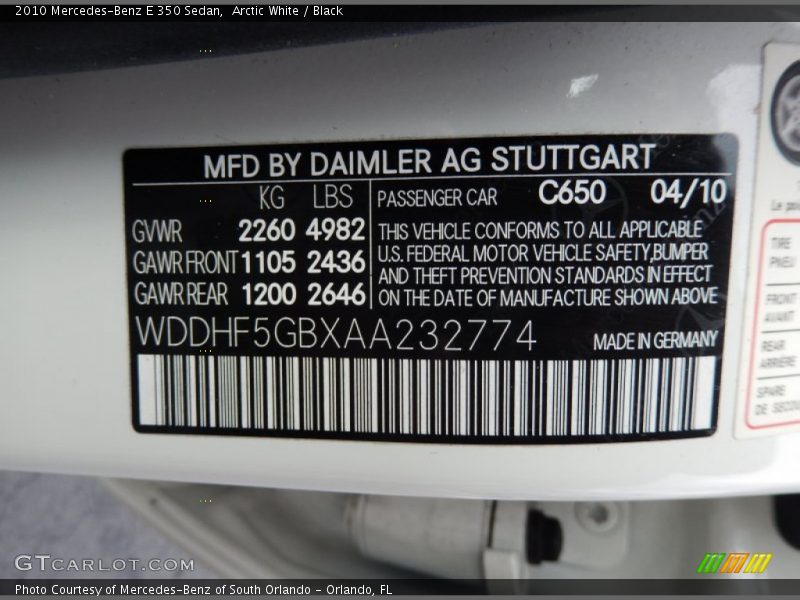 2010 Mercedes-Benz E 350 Sedan, Arctic White / Black
MFD BY DAIMLER AG STUTTGART
KG LBS
GVWR 2260 4982
GAWR FRONT 1105 2436
GAWR REAR 1200 2646
PASSENGER CAR C650 04/10
THIS VEHICLE CONFORMS TO ALL APPLICABLE
U.S. FEDERAL MOTOR VEHICLE SAFETY,BUMPER
AND THEFT PREVENTION STANDARDS IN EFFECT
ON THE DATE OF MANUFACTURE SHOWN ABOVE
WDDHF5GBXAA232774
MADE IN GERMANY
TIRE
PNEU
FRONT
AVANT
REAR
ARRIÈRE
SPARE
GTCARLOT.COM
Photo Courtesy of Mercedes-Benz of South Orlando - Orlando, FL